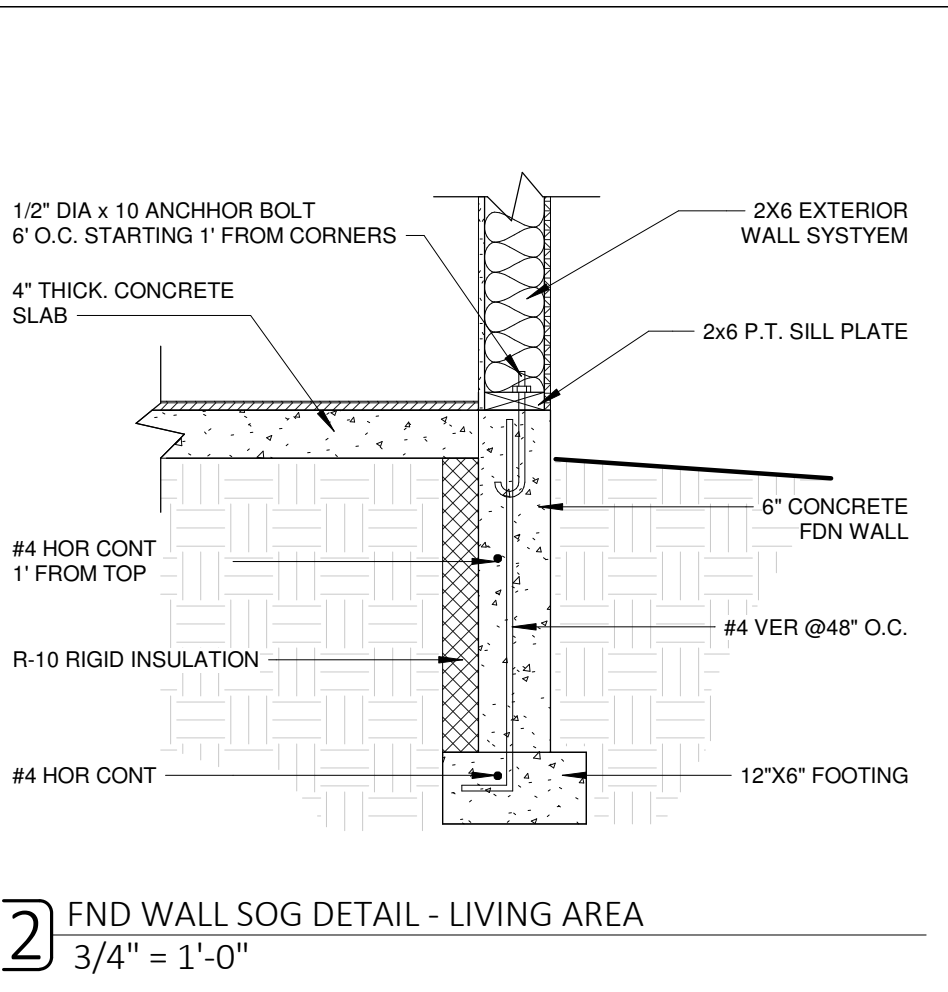 1/2" DIA x 10 ANCHHOR BOLT
6' O.C. STARTING 1' FROM CORNERS
4" THICK. CONCRETE
SLAB
#4 HOR CONT
1' FROM TOP
R-10 RIGID INSULATION
#4 HOR CONT
2X6 EXTERIOR
WALL SYSTYEM
2x6 P.T. SILL PLATE
6" CONCRETE
FDN WALL
#4 VER @48" O.C.
12"X6" FOOTING
2
FND WALL SOG DETAIL - LIVING AREA
3/4" = 1'-0"